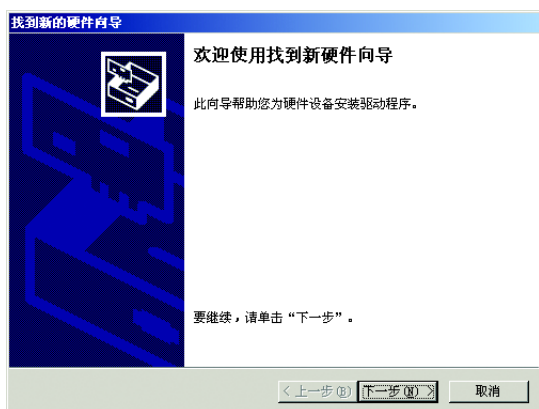 找到新的硬件向导
欢迎使用找到新硬件向导
此向导帮助您为硬件设备安装驱动程序。
要继续，请单击“下一步”。
<上一步(B) 下一步(N)> 取消